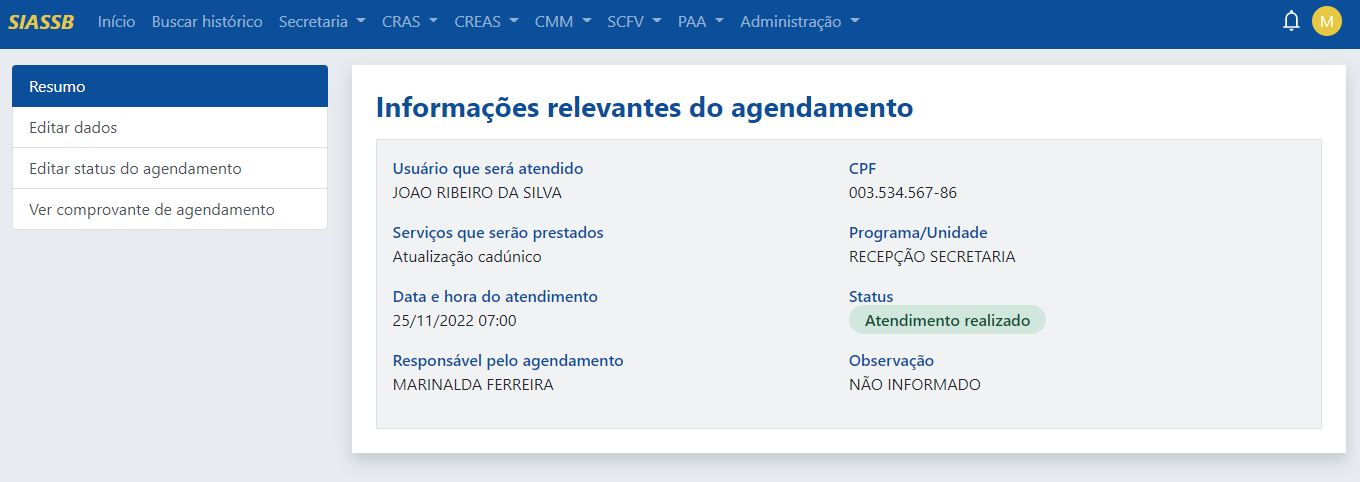 SIASSB Início Buscar histórico Secretaria CRAS CREAS CMM SCFV PAA Administração M
Resumo
Editar dados
Editar status do agendamento
Ver comprovante de agendamento
Informações relevantes do agendamento
Usuário que será atendido CPF
JOAO RIBEIRO DA SILVA 003.534.567-86
Serviços que serão prestados Programa/Unidade
Atualização cadúnico RECEPÇÃO SECRETARIA
Data e hora do atendimento Status
25/11/2022 07:00 Atendimento realizado
Responsável pelo agendamento Observação
MARINALDA FERREIRA NÃO INFORMADO